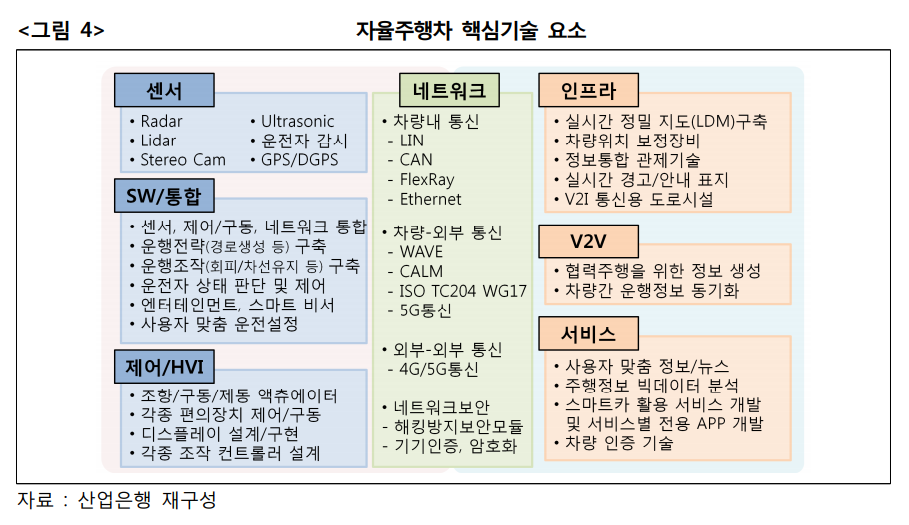 <그림 4> 자율주행차 핵심기술 요소
센서
• Radar
• Lidar
• Stereo Cam
• Ultrasonic
• 운전자 감시
• GPS/DGPS
SW/통합
• 센서, 제어/구동, 네트워크 통합
• 운행전략(경로생성 등) 구축
• 운행조작(회피/차선유지 등) 구축
• 운전자 상태 판단 및 제어
• 엔터테인먼트, 스마트 비서
• 사용자 맞춤 운전설정
제어/HVI
• 조향/구동/제동 액츄에이터
• 각종 편의장치 제어/구동
• 디스플레이 설계/구현
• 각종 조작 컨트롤러 설계
네트워크
• 차량내 통신
- LIN
- CAN
- FlexRay
- Ethernet
• 차량-외부 통신
- WAVE
- CALM
- ISO TC204 WG17
- 5G통신
• 외부-외부 통신
- 4G/5G통신
• 네트워크보안
- 해킹방지보안모듈
- 기기인증, 암호화
인프라
• 실시간 정밀 지도(LDM)구축
• 차량위치 보정장비
• 정보통합 관제기술
• 실시간 경고/안내 표지
• V2I 통신용 도로시설
V2V
• 협력주행을 위한 정보 생성
• 차량간 운행정보 동기화
서비스
• 사용자 맞춤 정보/뉴스
• 주행정보 빅데이터 분석
• 스마트카 활용 서비스 개발
및 서비스별 전용 APP 개발
• 차량 인증 기술
자료 : 산업은행 재구성